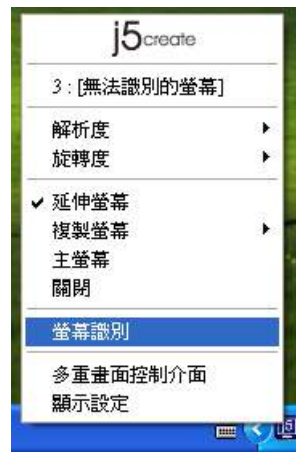 j5create
3 : [無法識別的螢幕]
解析度
旋轉度
延伸螢幕
複製螢幕
主螢幕
關閉
螢幕識別
多重畫面控制介面
顯示設定
j5